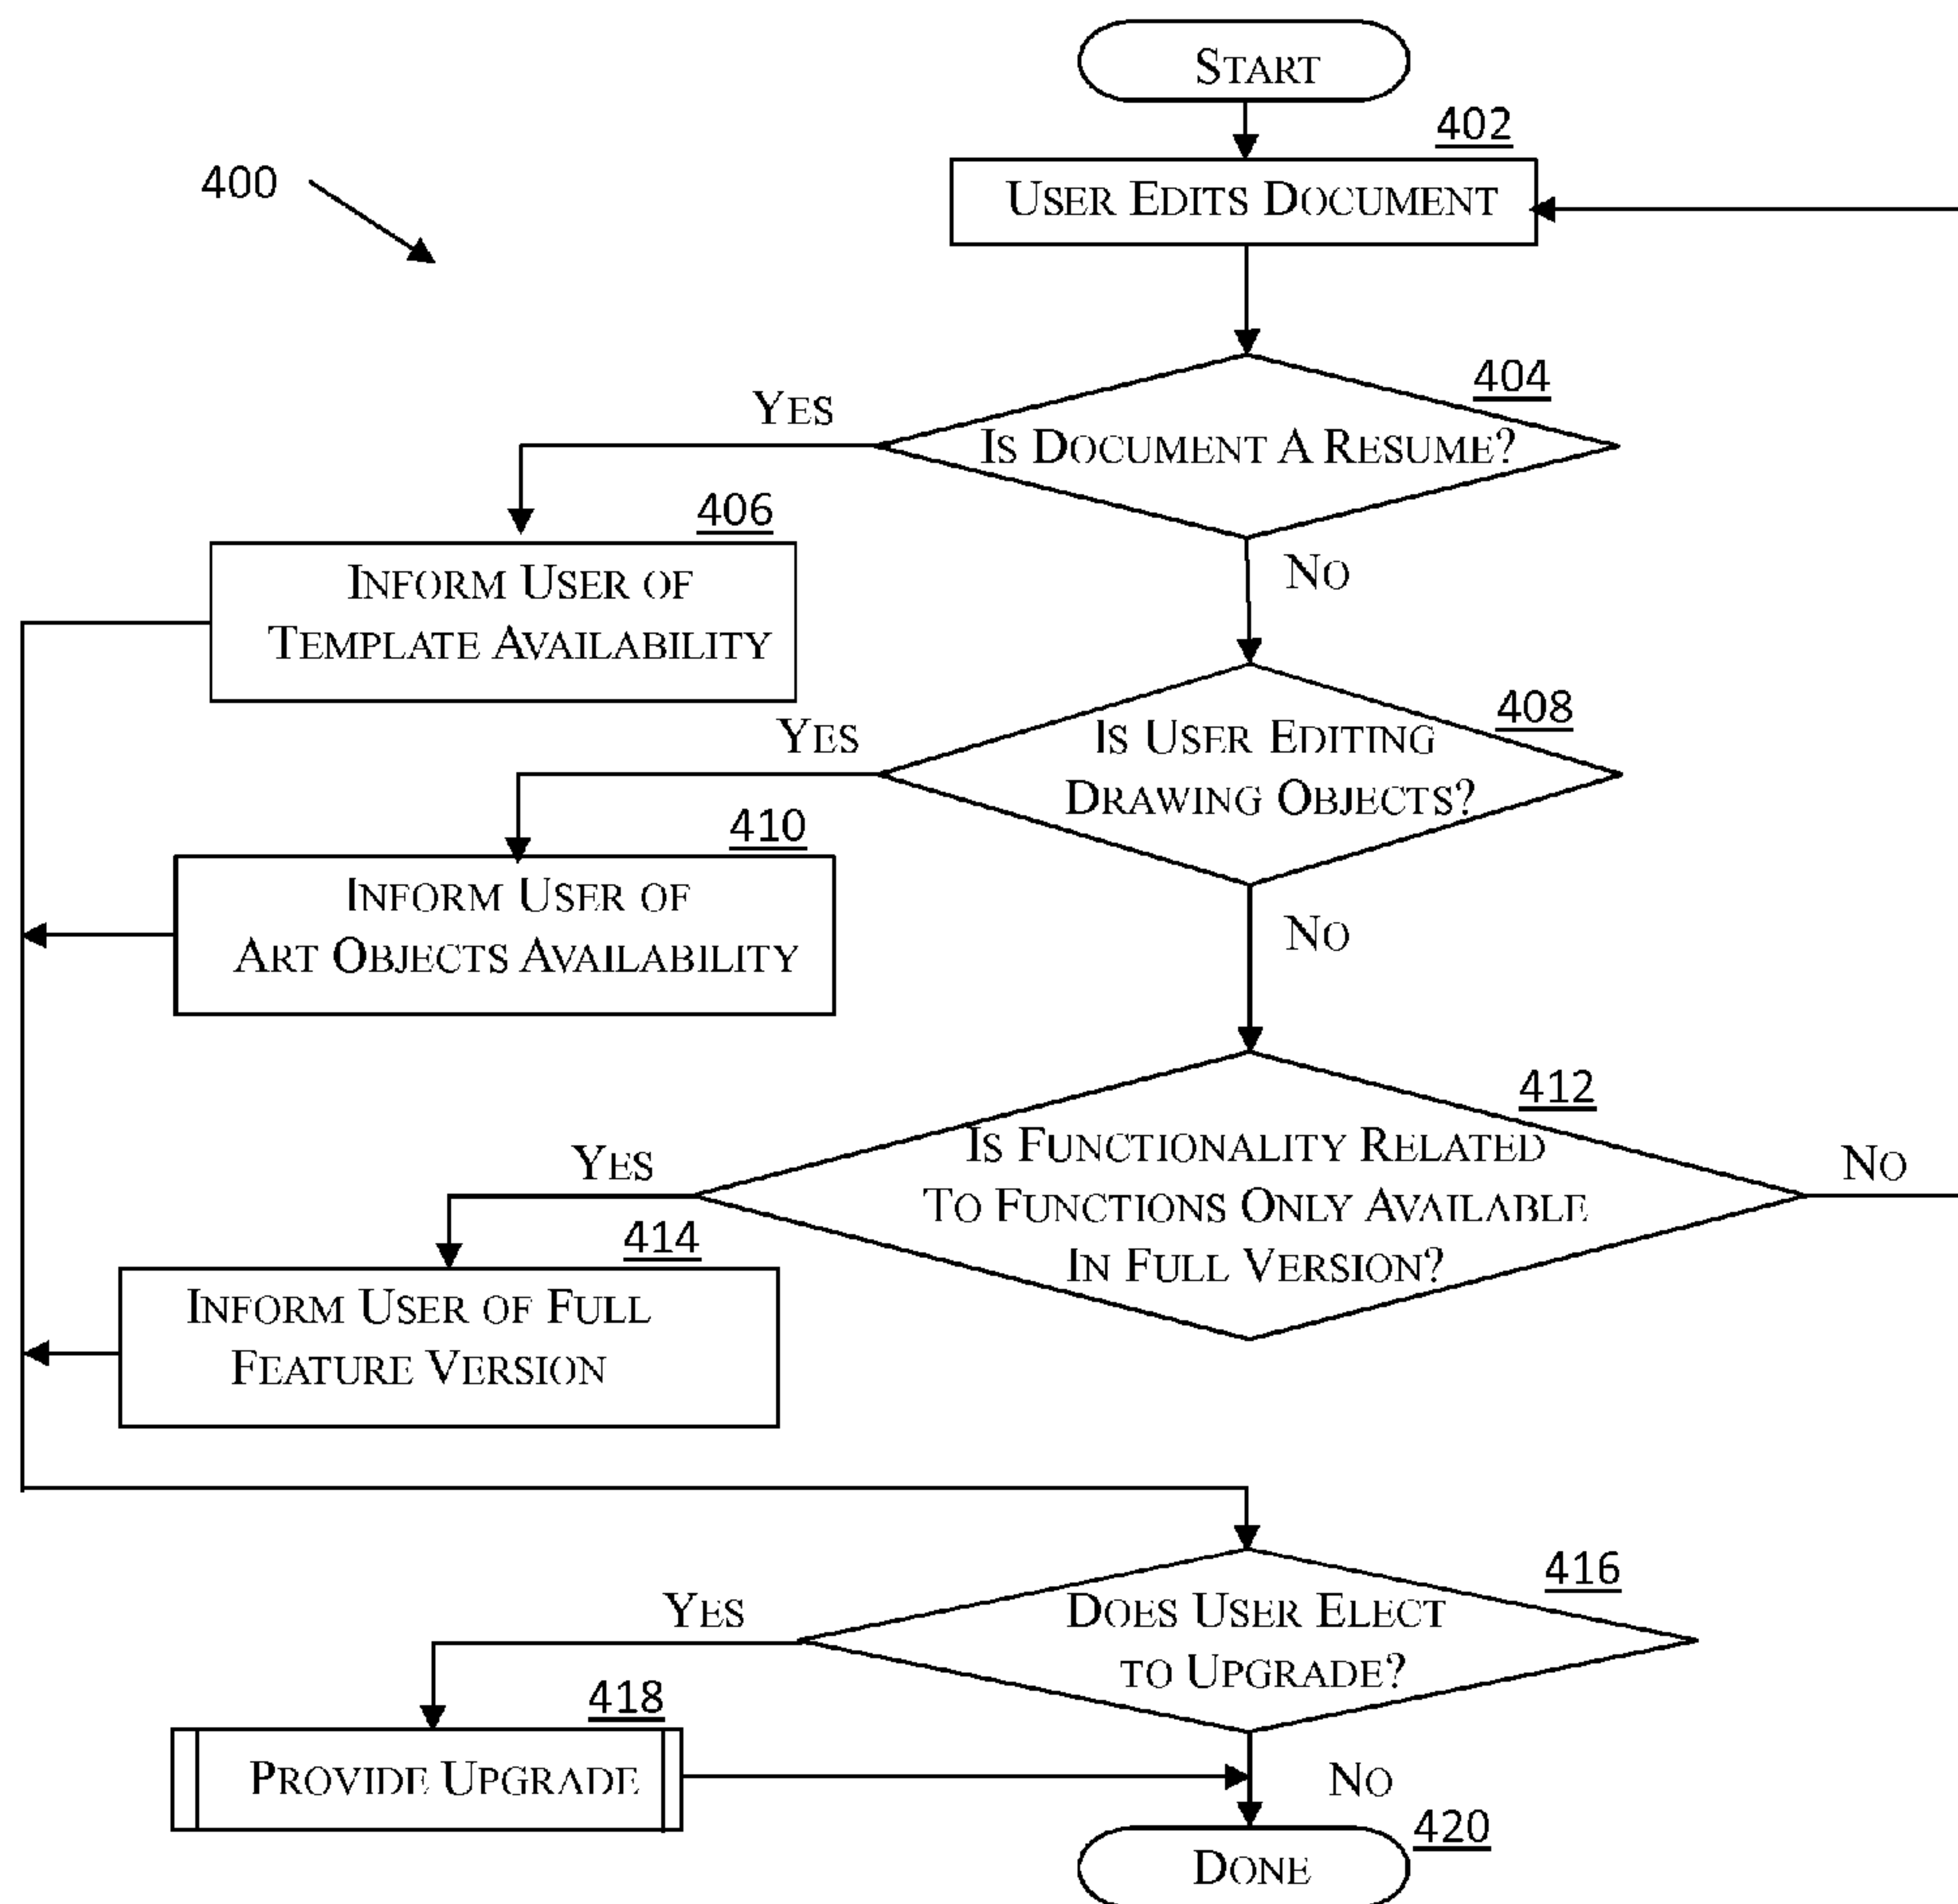 START
402
400
USER EDITS DOCUMENT
404
YES
IS DOCUMENT A RESUME?
406
NO
INFORM USER OF
TEMPLATE AVAILABILITY
408
YES
IS USER EDITING
DRAWING OBJECTS?
410
INFORM USER OF
ART OBJECTS AVAILABILITY
NO
412
IS FUNCTIONALITY RELATED
TO FUNCTIONS ONLY AVAILABLE
IN FULL VERSION?
YES
NO
414
INFORM USER OF FULL
FEATURE VERSION
416
YES
DOES USER ELECT
TO UPGRADE?
418
PROVIDE UPGRADE
NO
420
DONE